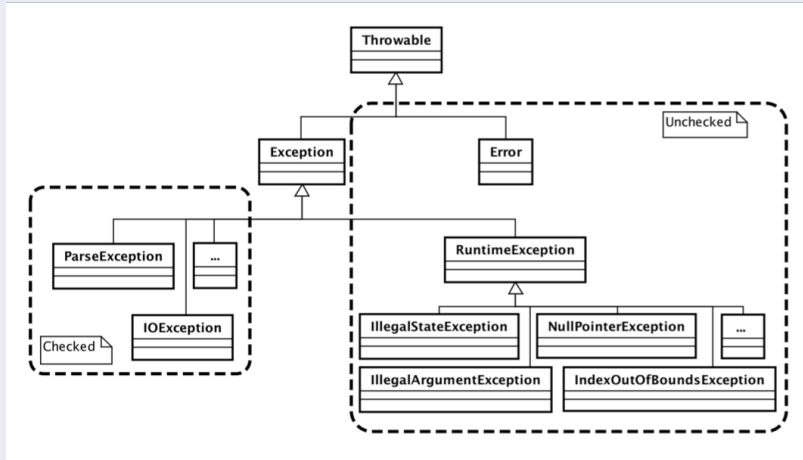 Throwable
Unchecked
Exception
Error
ParseException
...
RuntimeException
IOException
Checked
IllegalStateException
NullPointerException
...
IllegalArgumentException
IndexOutOfBoundsException